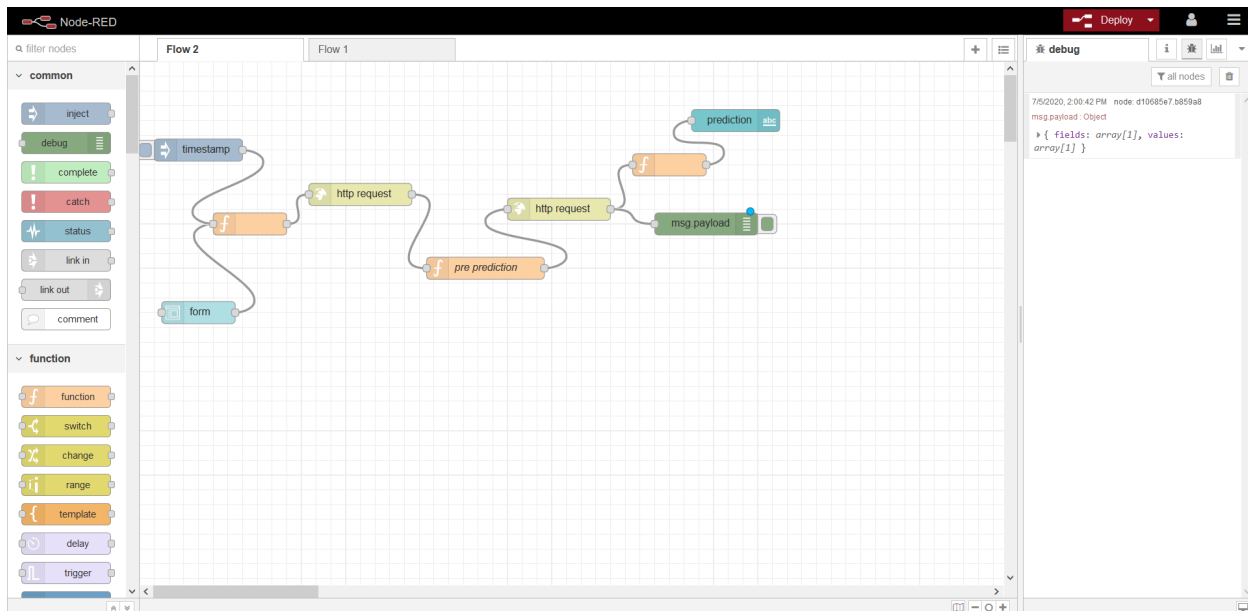 Node-RED
Deploy
filter nodes
Flow 2
Flow 1
debug
i
common
all nodes
inject
debug
complete
catch
status
link in
link out
comment
function
function
switch
change
range
template
delay
trigger
timestamp
form
http request
pre prediction
http request
prediction
abc
msg.payload
7/5/2020, 2:00:42 PM node: d10685e7.b859a8
msg.payload : Object
{ fields: array[1], values:
array[1] }